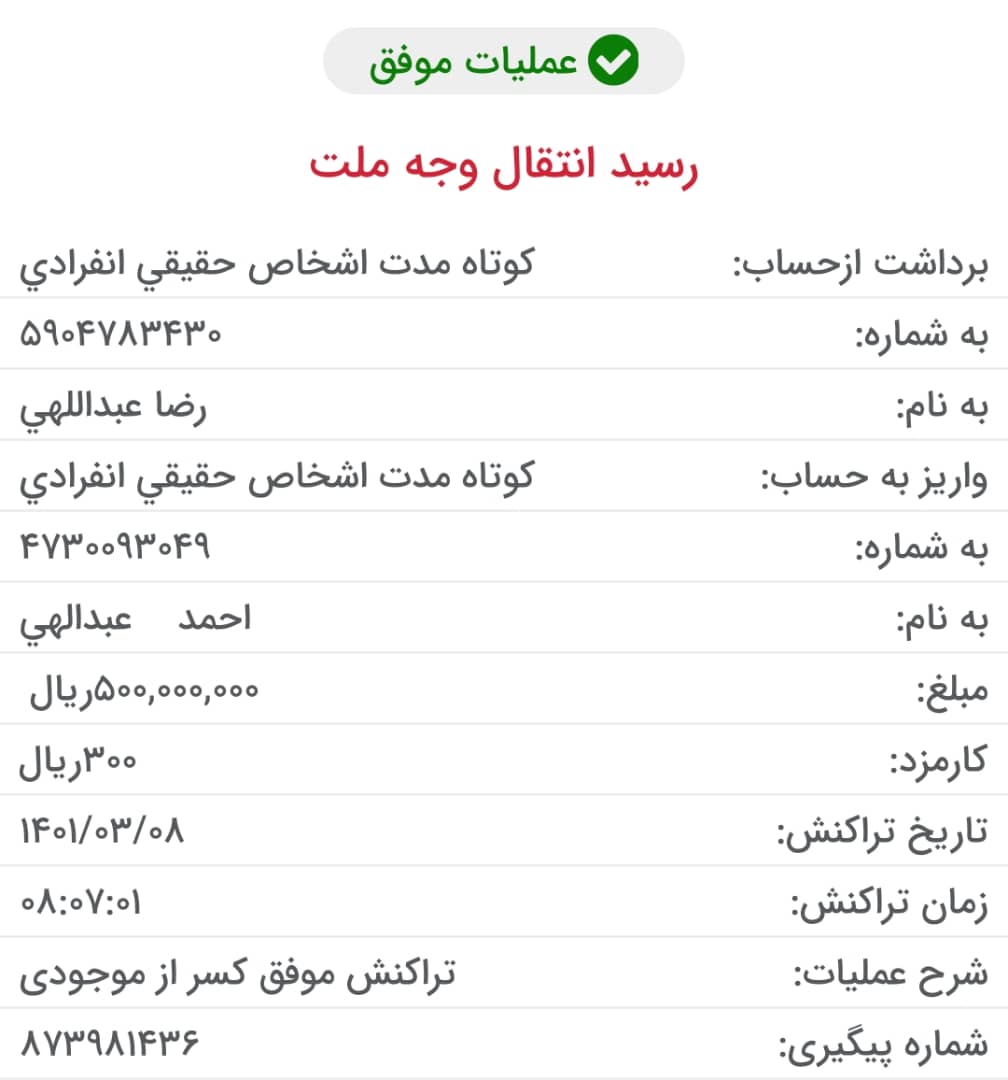 عملیات موفق
رسید انتقال وجه ملت
برداشت ازحساب: کوتاه مدت اشخاص حقيقي انفرادي
به شماره: ۵۹۰۴۷۸۳۴۳۰
به نام: رضا عبداللهي
واریز به حساب: کوتاه مدت اشخاص حقيقي انفرادي
به شماره: ۴۷۳۰۰۹۳۰۴۹
به نام: احمد عبدالهي
مبلغ: ۵۰۰,۰۰۰,۰۰۰ریال
کارمزد: ۳۰۰ریال
تاریخ تراکنش: ۱۴۰۱/۰۳/۰۸
زمان تراکنش: ۰۸:۰۷:۰۱
شرح عملیات: تراکنش موفق کسر از موجودی
شماره پیگیری: ۸۷۳۹۸۱۴۳۶